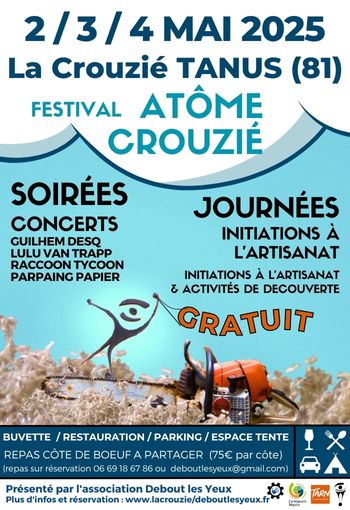 2 / 3 / 4 MAI 2025
La Crouzié TANUS (81)
FESTIVAL ATÔME
CROUZIÉ
SOIRÉES
CONCERTS
GUILHEM DESQ
LULU VAN TRAPP
RACCOON TYCOON
PARPAING PAPIER
JOURNÉES
INITIATIONS À
L'ARTISANAT
INITIATIONS À L'ARTISANAT
& ACTIVITÉS DE DECOUVERTE
GRATUIT
BUVETTE / RESTAURATION / PARKING / ESPACE TENTE
REPAS CÔTE DE BOEUF A PARTAGER (75€ par côte)
(repas sur réservation 06 69 18 67 86 ou deboutlesyeux@gmail.com)
Présenté par l'association Debout les Yeux
Plus d'infos et réservation : www.lacrouzie/deboutlesyeux.fr
TARN